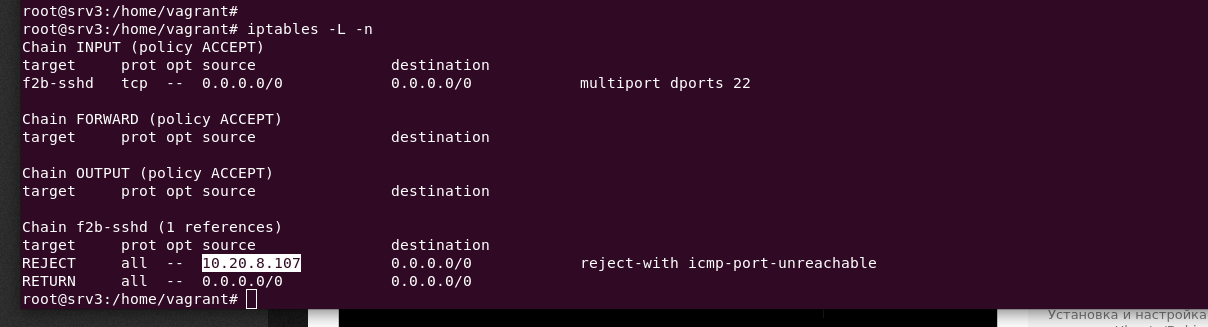 root@srv3:/home/vagrant#
root@srv3:/home/vagrant# iptables -L -n
Chain INPUT (policy ACCEPT)
target     prot opt source               destination
f2b-sshd   tcp  --  0.0.0.0/0            0.0.0.0/0            multiport dports 22

Chain FORWARD (policy ACCEPT)
target     prot opt source               destination

Chain OUTPUT (policy ACCEPT)
target     prot opt source               destination

Chain f2b-sshd (1 references)
target     prot opt source               destination
REJECT     all  --  10.20.8.107          0.0.0.0/0            reject-with icmp-port-unreachable
RETURN     all  --  0.0.0.0/0            0.0.0.0/0
root@srv3:/home/vagrant#
Установка и настройка